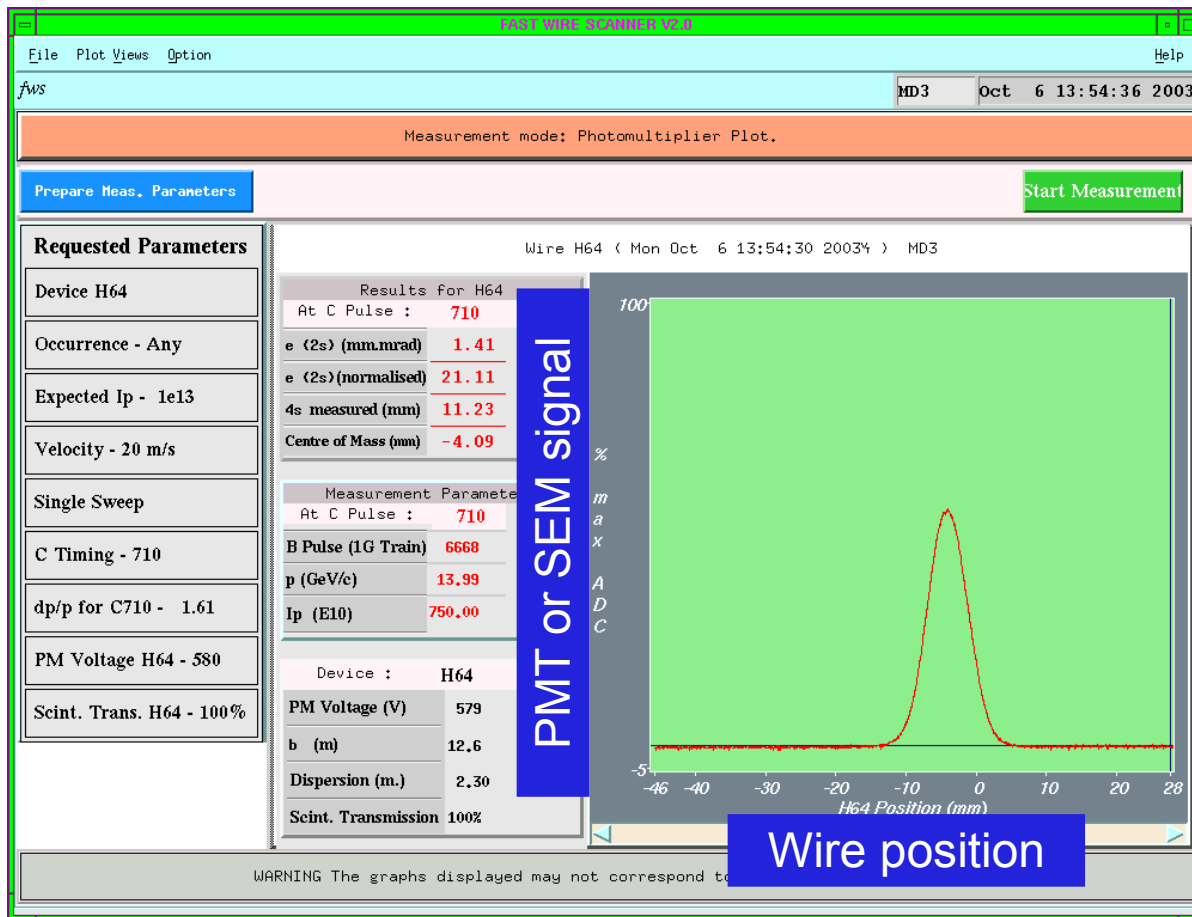 FAST WIRE SCANNER V2.0
File Plot Views Option Help
fws MD3 Oct 6 13:54:36 2003
Measurement mode: Photomultiplier Plot.
Prepare Meas. Parameters Start Measurement
Requested Parameters
Device H64
Occurrence - Any
Expected Ip - 1e13
Velocity - 20 m/s
Single Sweep
C Timing - 710
dp/p for C710 - 1.61
PM Voltage H64 - 580
Scint. Trans. H64 - 100%
Wire H64 ( Mon Oct 6 13:54:30 2003¾ ) MD3
Results for H64
At C Pulse : 710
e (2s) (mm.mrad) 1.41
e (2s)(normalised) 21.11
4s measured (mm) 11.23
Centre of Mass (mm) -4.09
Measurement Paramete
At C Pulse : 710
B Pulse (1G Train) 6668
p (GeV/c) 13.99
Ip (E10) 750.00
Device : H64
PM Voltage (V) 579
b (m) 12.6
Dispersion (m.) 2.30
Scint. Transmission 100%
PMT or SEM signal
% max ADC
100
-5
-46 -40 -30 -20 -10 0 10 20 28
H64 Position (mm)
Wire position
WARNING The graphs displayed may not correspond to